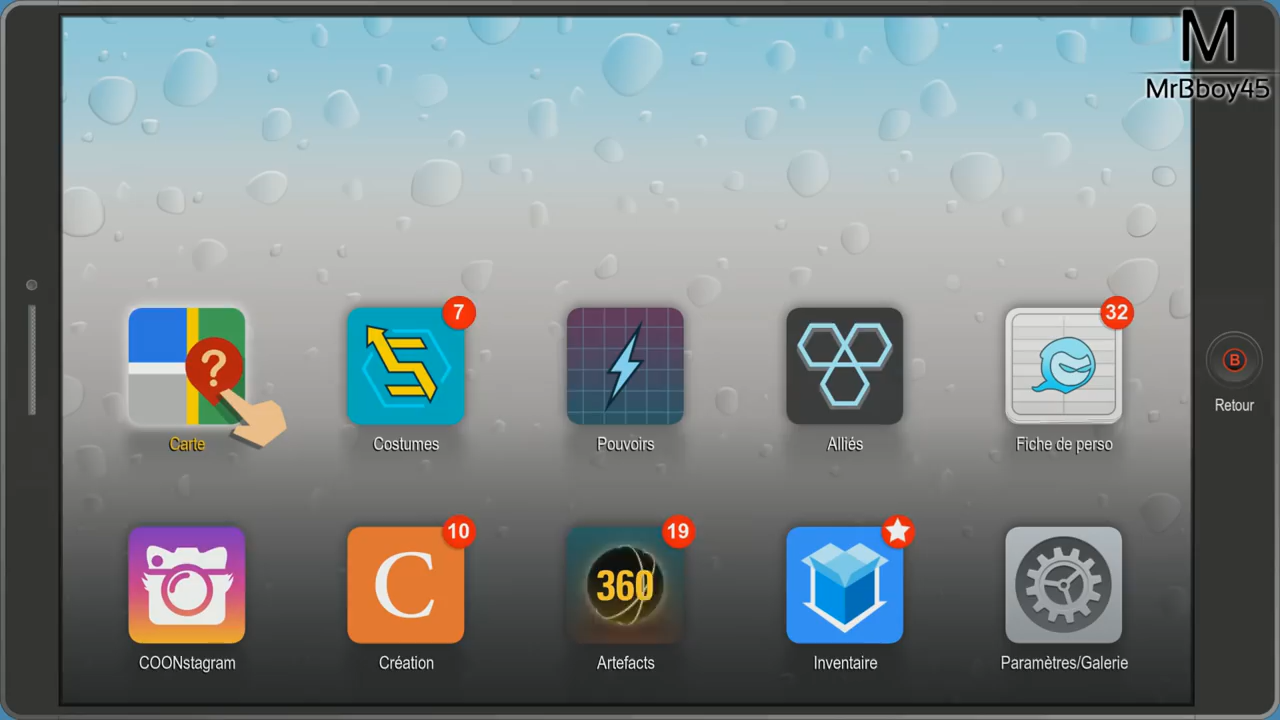 M
MrBboy45
?
7
32
B
Retour
Carte
Costumes
Pouvoirs
Alliés
Fiche de perso
10
19
C
360
COONstagram
Création
Artefacts
Inventaire
Paramètres/Galerie